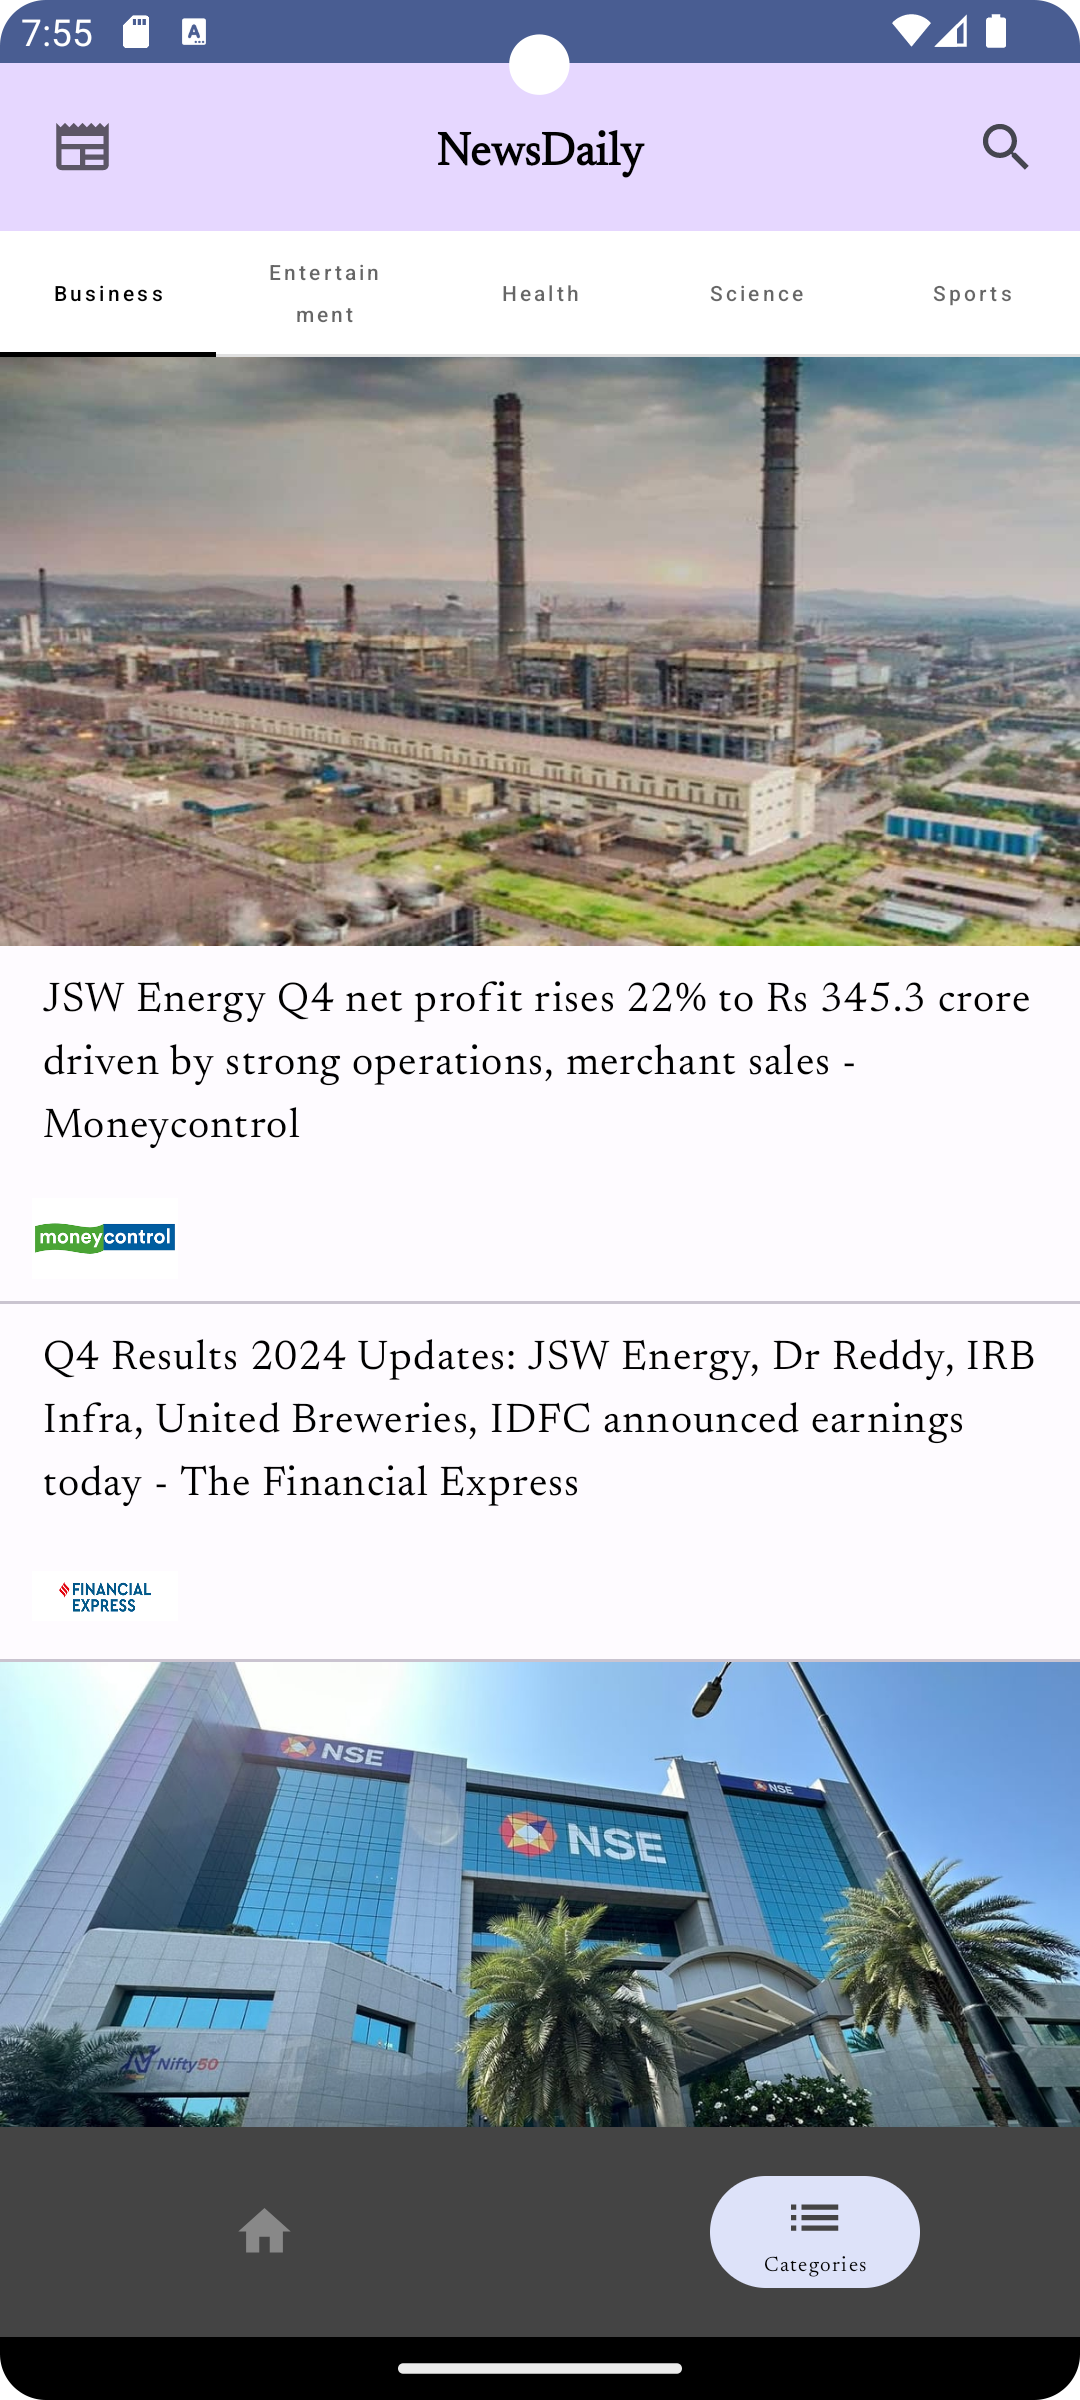 7:55
NewsDaily
Business
Entertain
ment
Health
Science
Sports
JSW Energy Q4 net profit rises 22% to Rs 345.3 crore
driven by strong operations, merchant sales -
Moneycontrol
moneycontrol
Q4 Results 2024 Updates: JSW Energy, Dr Reddy, IRB
Infra, United Breweries, IDFC announced earnings
today - The Financial Express
FINANCIAL
EXPRESS
NSE
NSE
NSE
Nifty50
Categories